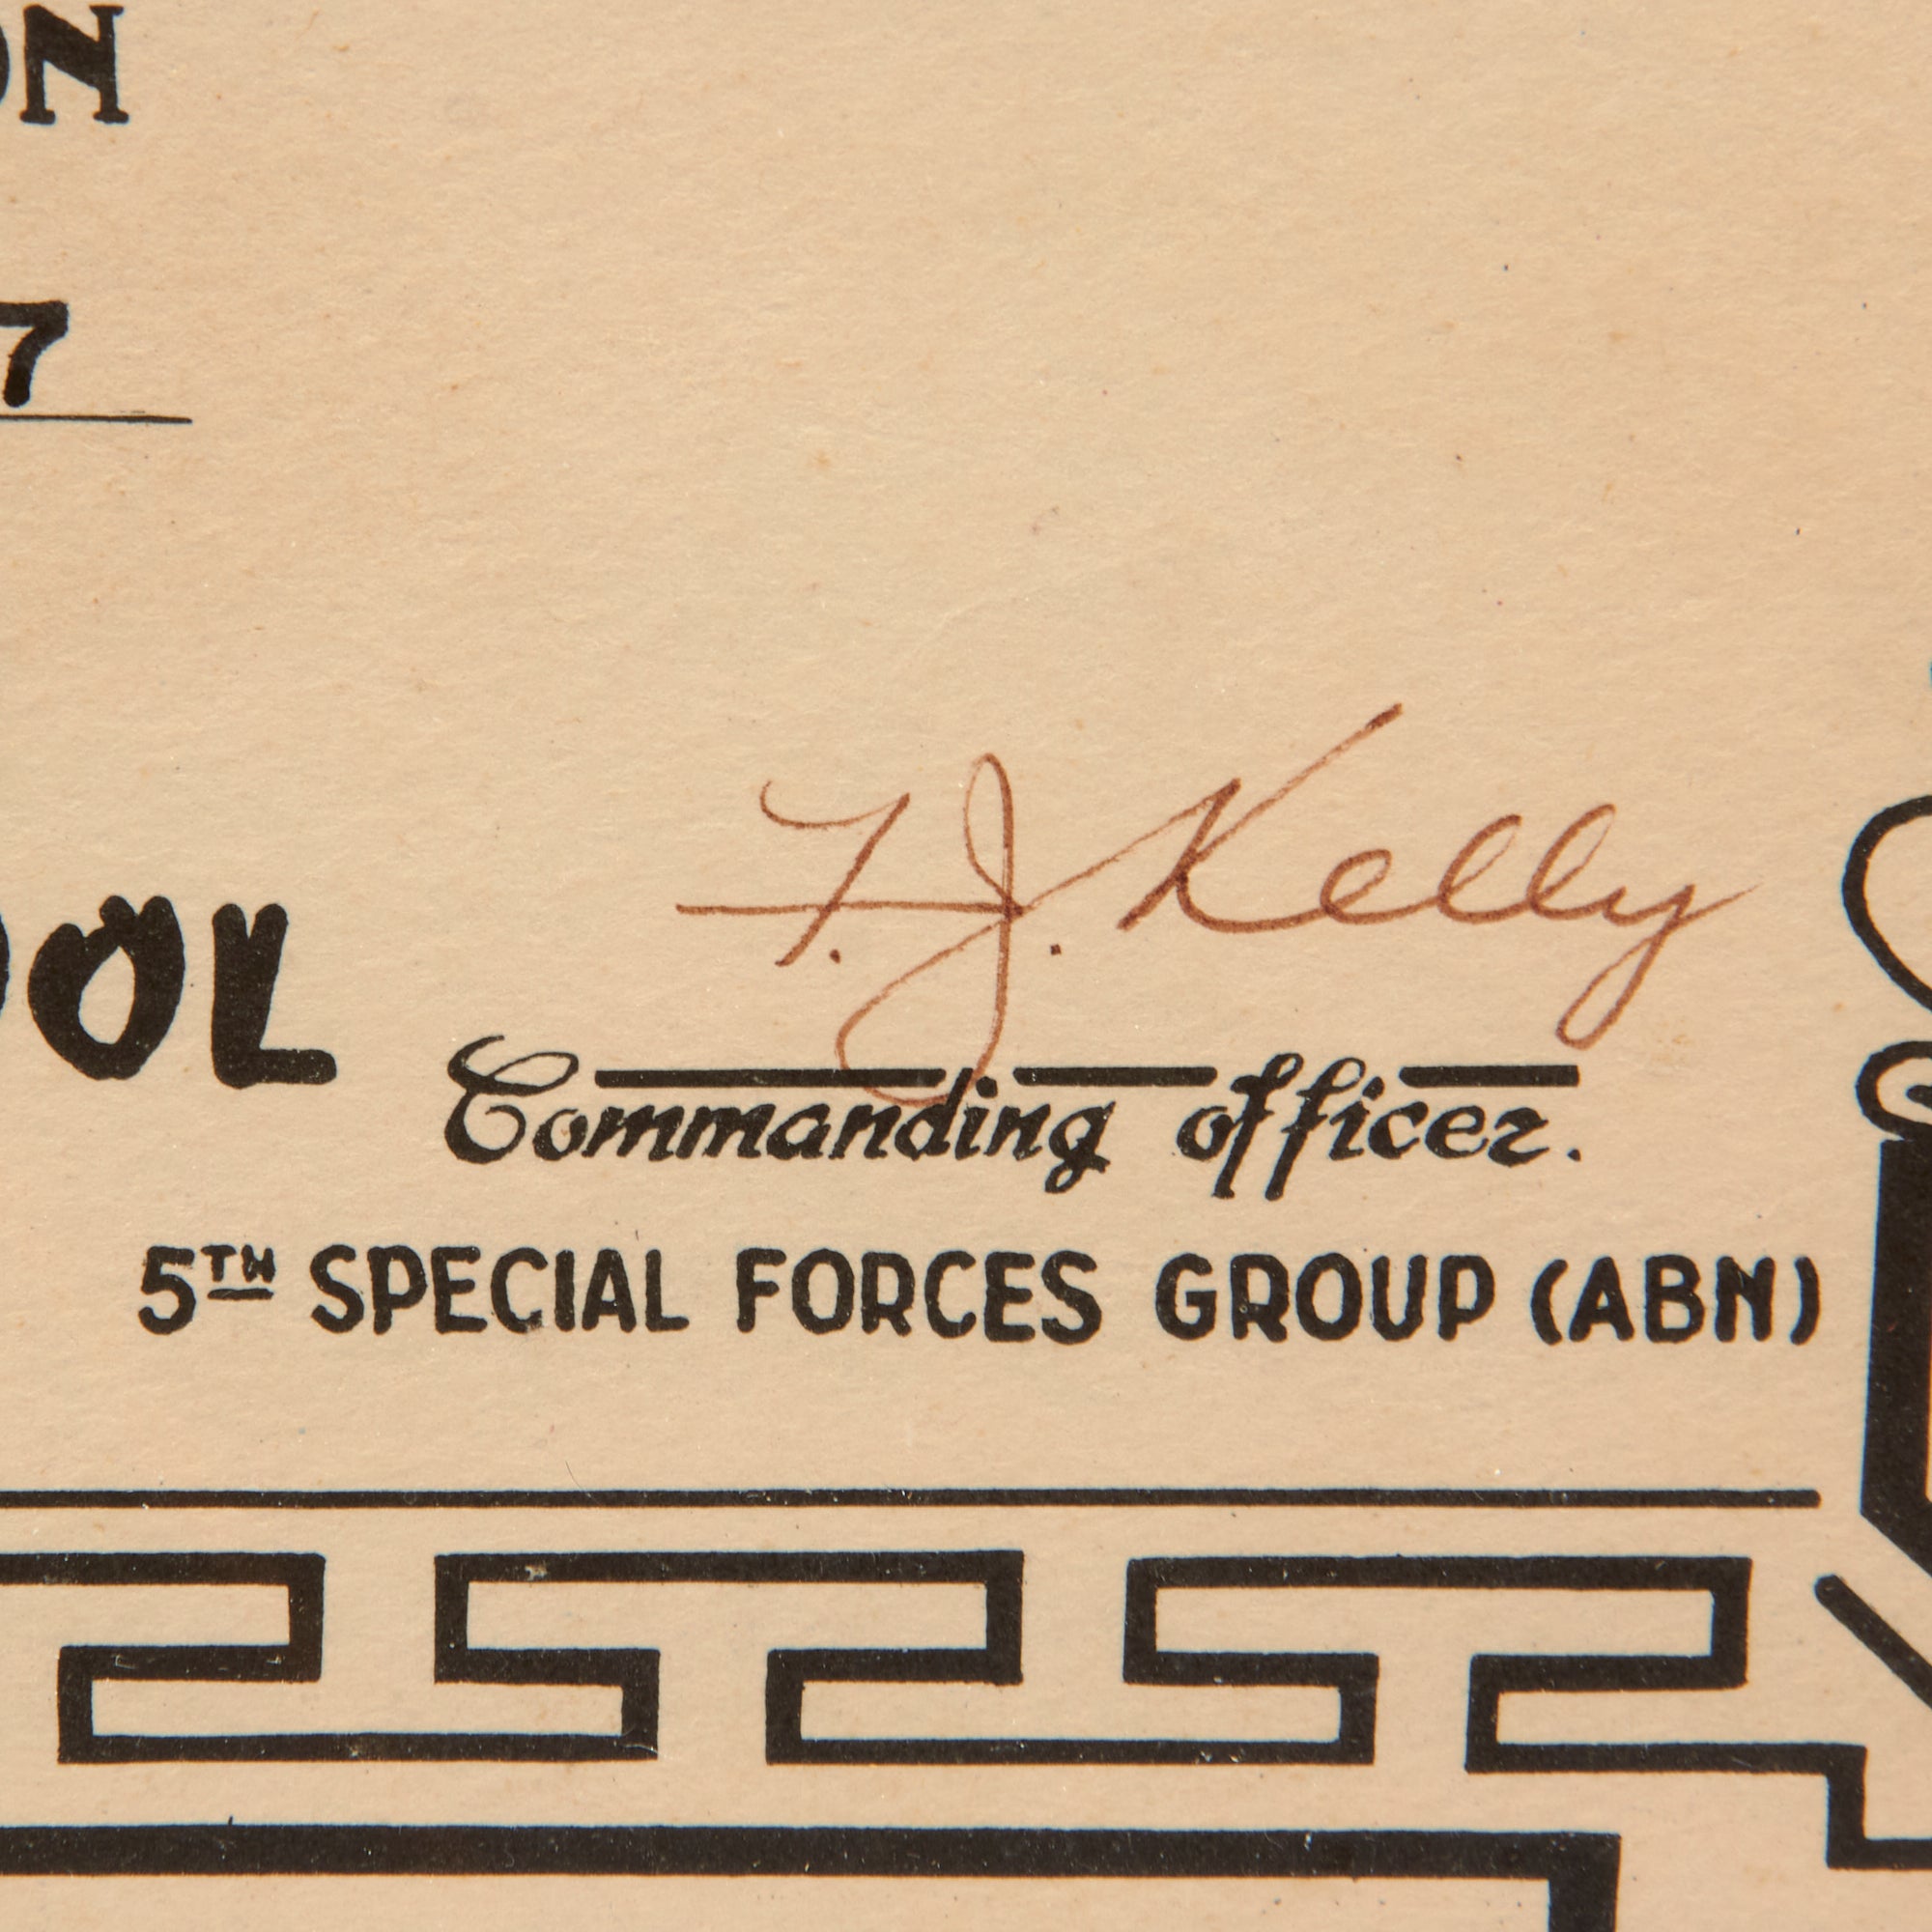 ON
7
F.J. Kelly
OOL
Commanding officer.
5TH SPECIAL FORCES GROUP (ABN)